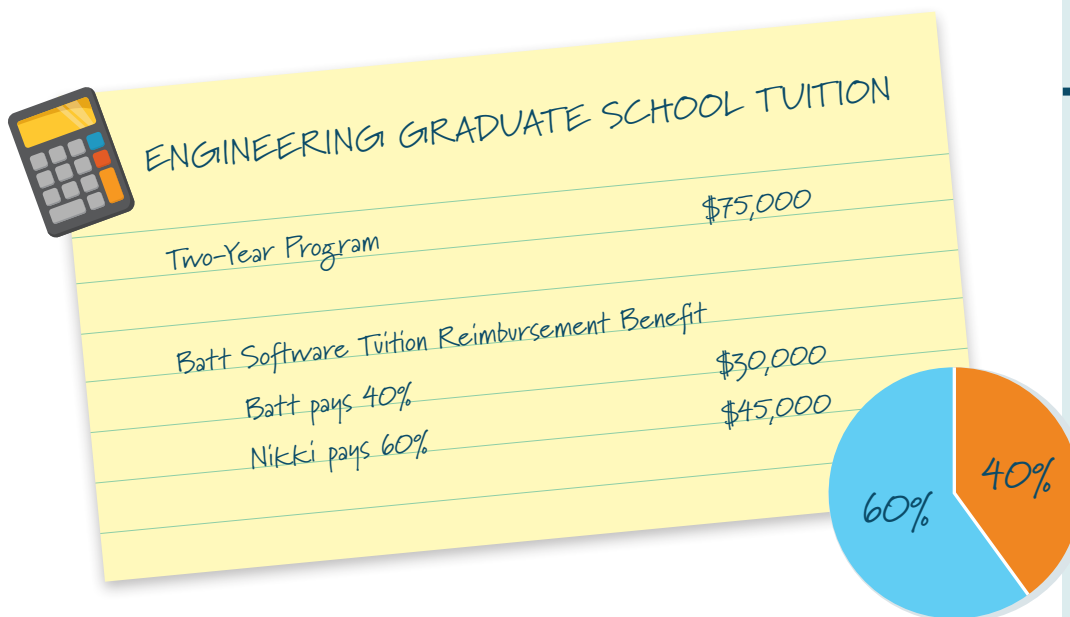 ENGINEERING GRADUATE SCHOOL TUITION
Two-Year Program $75,000
Batt Software Tuition Reimbursement Benefit
Batt pays 40% $30,000
Nikki pays 60% $45,000
60% 40%